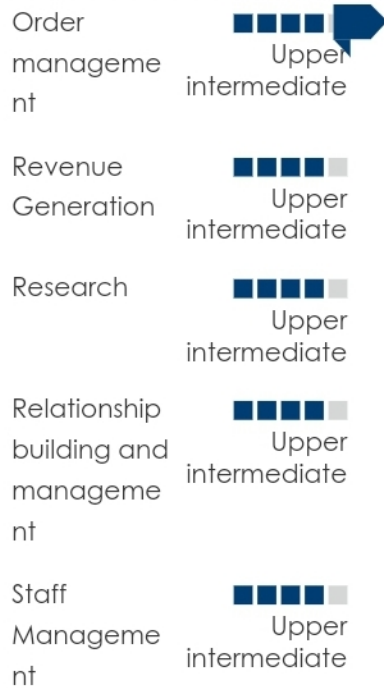 Order
manageme
nt
Upper
intermediate
Revenue
Generation
Upper
intermediate
Research
Upper
intermediate
Relationship
building and
manageme
nt
Upper
intermediate
Staff
Manageme
nt
Upper
intermediate